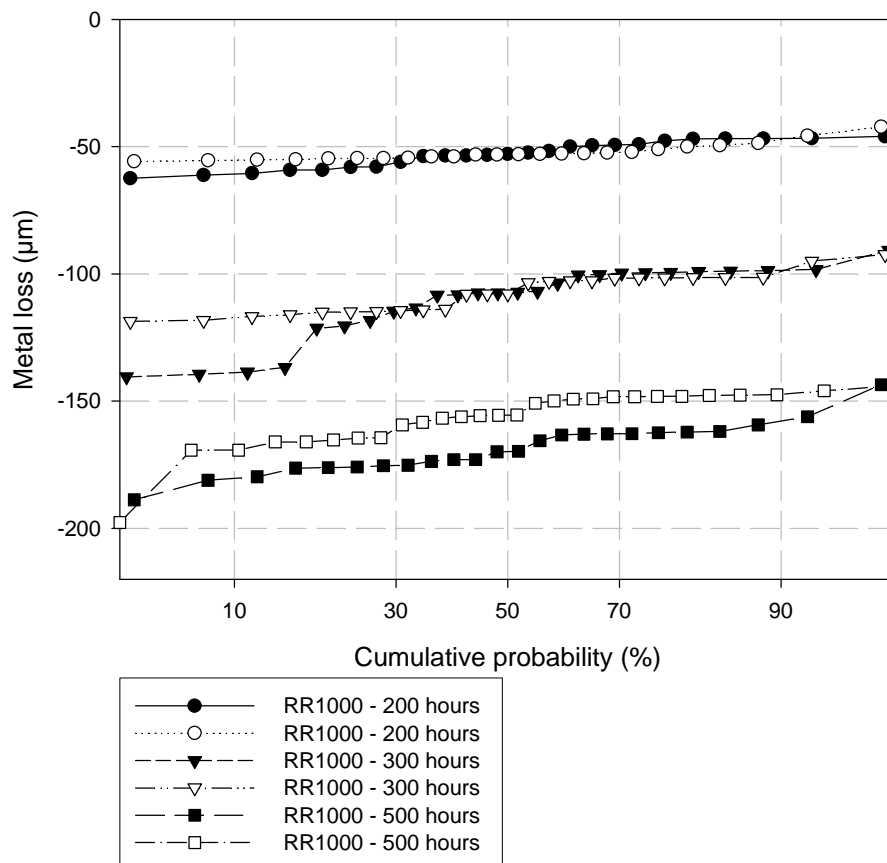 0
-50
-100
-150
-200
Metal loss (µm)
10 30 50 70 90
Cumulative probability (%)
RR1000 - 200 hours
RR1000 - 200 hours
RR1000 - 300 hours
RR1000 - 300 hours
RR1000 - 500 hours
RR1000 - 500 hours